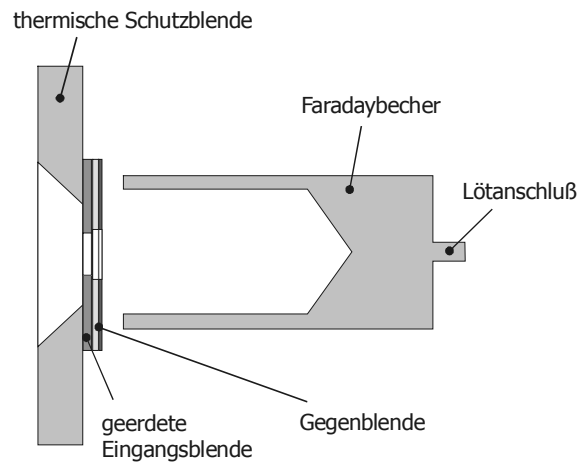 thermische Schutzblende
Faradaybecher
Lötanschluß
geerdete
Eingangsblende
Gegenblende